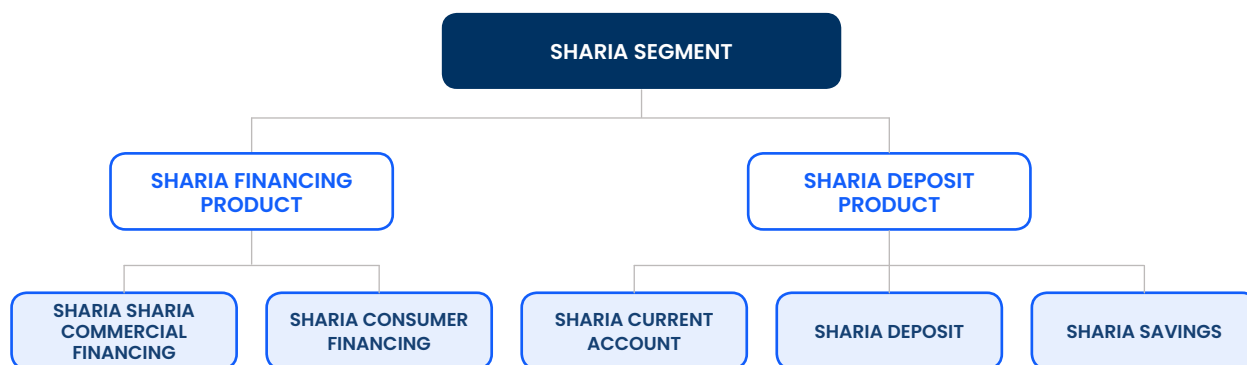 SHARIA SEGMENT
SHARIA FINANCING
PRODUCT
SHARIA DEPOSIT
PRODUCT
SHARIA SHARIA
COMMERCIAL
FINANCING
SHARIA CONSUMER
FINANCING
SHARIA CURRENT
ACCOUNT
SHARIA DEPOSIT
SHARIA SAVINGS